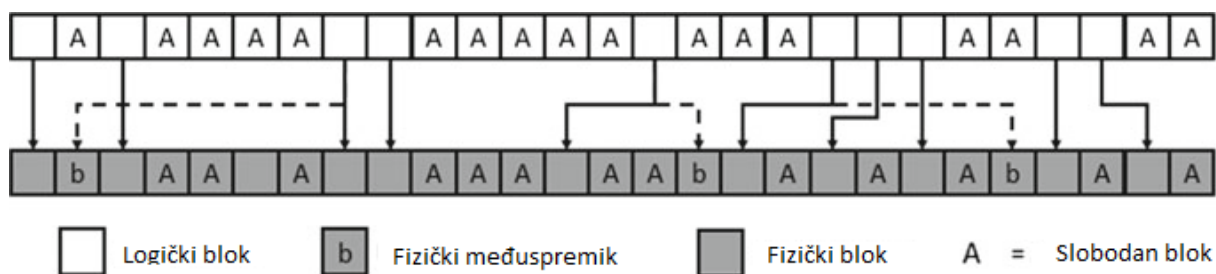 A A A A A A A A A A A A A A A A A
b A A A A A A A A b A A A b A A
Logički blok b Fizički međuspremik Fizički blok A = Slobodan blok